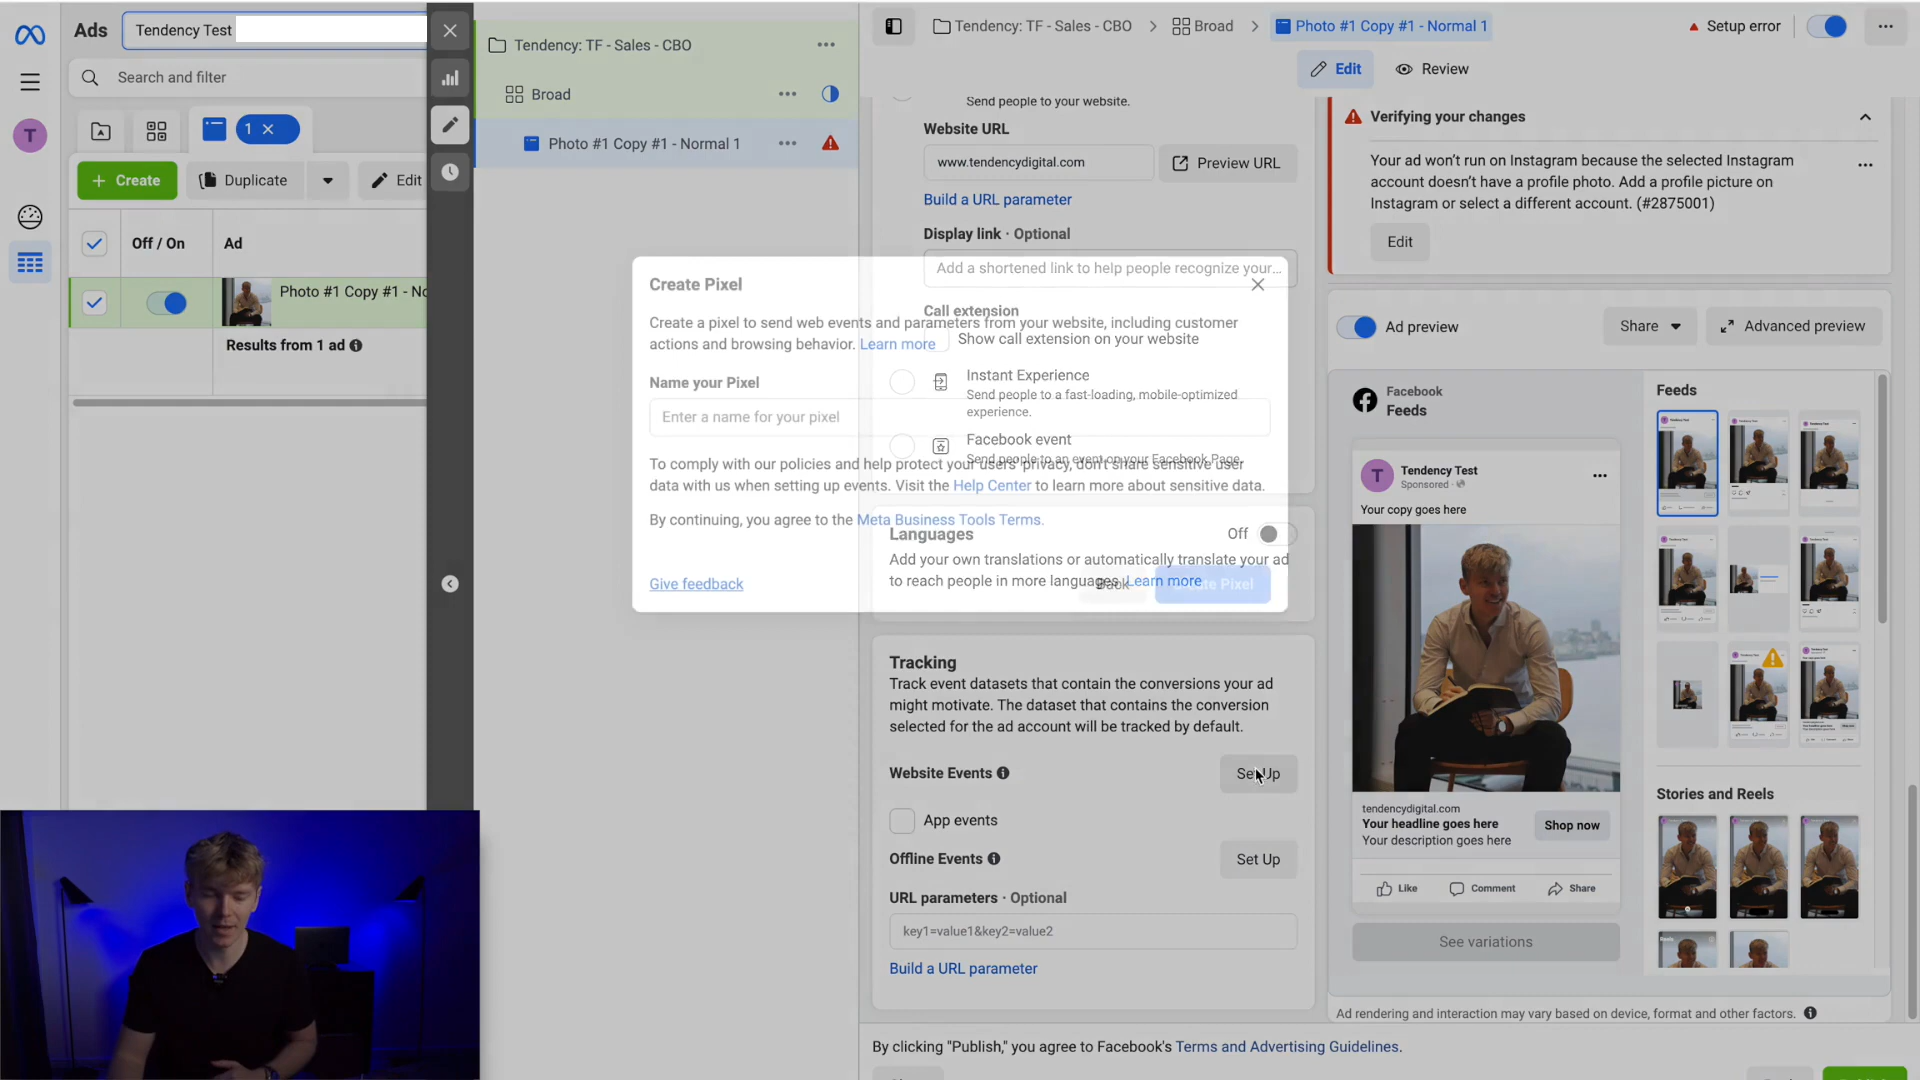 Ads
Tendency Test
Search and filter
1
Create
Duplicate
Edit
Off / On
Ad
Photo #1 Copy #1 - No
Results from 1 ad
T
Tendency: TF - Sales - CBO
Broad
Photo #1 Copy #1 - Normal 1
Tendency: TF - Sales - CBO
Broad
Photo #1 Copy #1 - Normal 1
Setup error
Edit
Review
Send people to your website.
Website URL
www.tendencydigital.com
Preview URL
Build a URL parameter
Display link · Optional
Add a shortened link to help people recognize your...
Call extension
Show call extension on your website
Instant Experience
Send people to a fast-loading, mobile-optimized
experience.
Facebook event
Send people to an event on your Facebook Page.
Create Pixel
Create a pixel to send web events and parameters from your website, including customer
actions and browsing behavior. Learn more
Name your Pixel
Enter a name for your pixel
To comply with our policies and help protect your users' privacy, don't share sensitive user
data with us when setting up events. Visit the Help Center to learn more about sensitive data.
By continuing, you agree to the Meta Business Tools Terms.
Give feedback
Back
Create Pixel
Languages
Off
Add your own translations or automatically translate your ad
to reach people in more languages. Learn more
Tracking
Track event datasets that contain the conversions your ad
might motivate. The dataset that contains the conversion
selected for the ad account will be tracked by default.
Website Events
Set Up
App events
Offline Events
Set Up
URL parameters · Optional
key1=value1&key2=value2
Build a URL parameter
Verifying your changes
Your ad won't run on Instagram because the selected Instagram
account doesn't have a profile photo. Add a profile picture on
Instagram or select a different account. (#2875001)
Edit
Ad preview
Share
Advanced preview
Facebook
Feeds
T
Tendency Test
Sponsored ·
Your copy goes here
tendencydigital.com
Your headline goes here
Your description goes here
Shop now
Like
Comment
Share
See variations
Feeds
Stories and Reels
Ad rendering and interaction may vary based on device, format and other factors.
By clicking "Publish," you agree to Facebook's Terms and Advertising Guidelines.